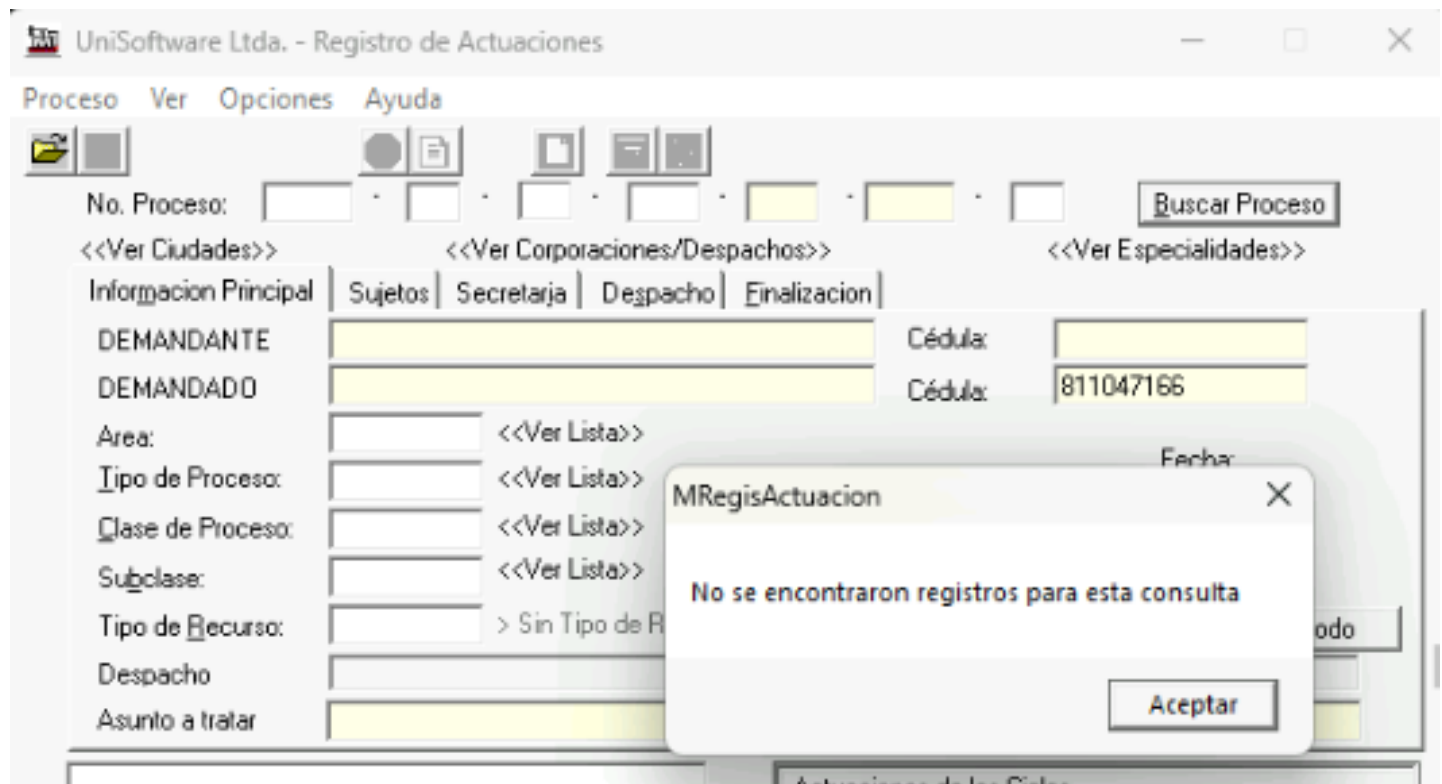 UniSoftware Ltda. - Registro de Actuaciones
Proceso Ver Opciones Ayuda
No. Proceso: - - - - - - Buscar Proceso
<<Ver Ciudades>> <<Ver Corporaciones/Despachos>> <<Ver Especialidades>>
Informacion Principal Sujetos Secretaria Despacho Finalizacion
DEMANDANTE Cédula:
DEMANDADO Cédula: 811047166
Area: <<Ver Lista>>
Fecha:
Tipo de Proceso: <<Ver Lista>>
MRegisActuacion
Clase de Proceso: <<Ver Lista>>
Subclase: <<Ver Lista>>
No se encontraron registros para esta consulta
Tipo de Recurso: > Sin Tipo de R
odo
Despacho
Aceptar
Asunto a tratar